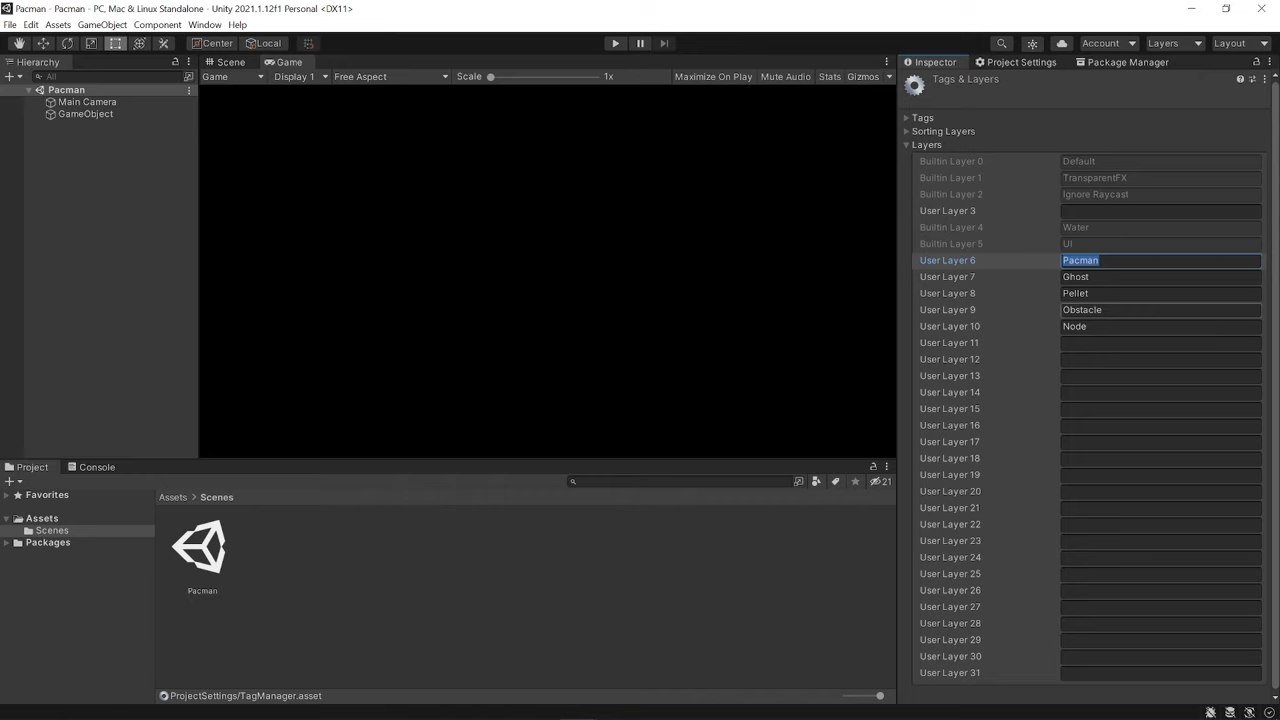 Pacman - Pacman - PC, Mac & Linux Standalone - Unity 2021.1.12f1 Personal <DX11>
File Edit Assets GameObject Component Window Help
Center Local Account Layers Layout
Hierarchy
All
Pacman
Main Camera
GameObject
Scene Game
Game Display 1 Free Aspect Scale 1x Maximize On Play Mute Audio Stats Gizmos
Inspector Project Settings Package Manager
Tags & Layers
Tags
Sorting Layers
Layers
Builtin Layer 0 Default
Builtin Layer 1 TransparentFX
Builtin Layer 2 Ignore Raycast
User Layer 3
Builtin Layer 4 Water
Builtin Layer 5 UI
User Layer 6 Pacman
User Layer 7 Ghost
User Layer 8 Pellet
User Layer 9 Obstacle
User Layer 10 Node
User Layer 11
User Layer 12
User Layer 13
User Layer 14
User Layer 15
User Layer 16
User Layer 17
User Layer 18
User Layer 19
User Layer 20
User Layer 21
User Layer 22
User Layer 23
User Layer 24
User Layer 25
User Layer 26
User Layer 27
User Layer 28
User Layer 29
User Layer 30
User Layer 31
Project Console
21
Favorites
Assets
Scenes
Packages
Assets > Scenes
Pacman
ProjectSettings/TagManager.asset